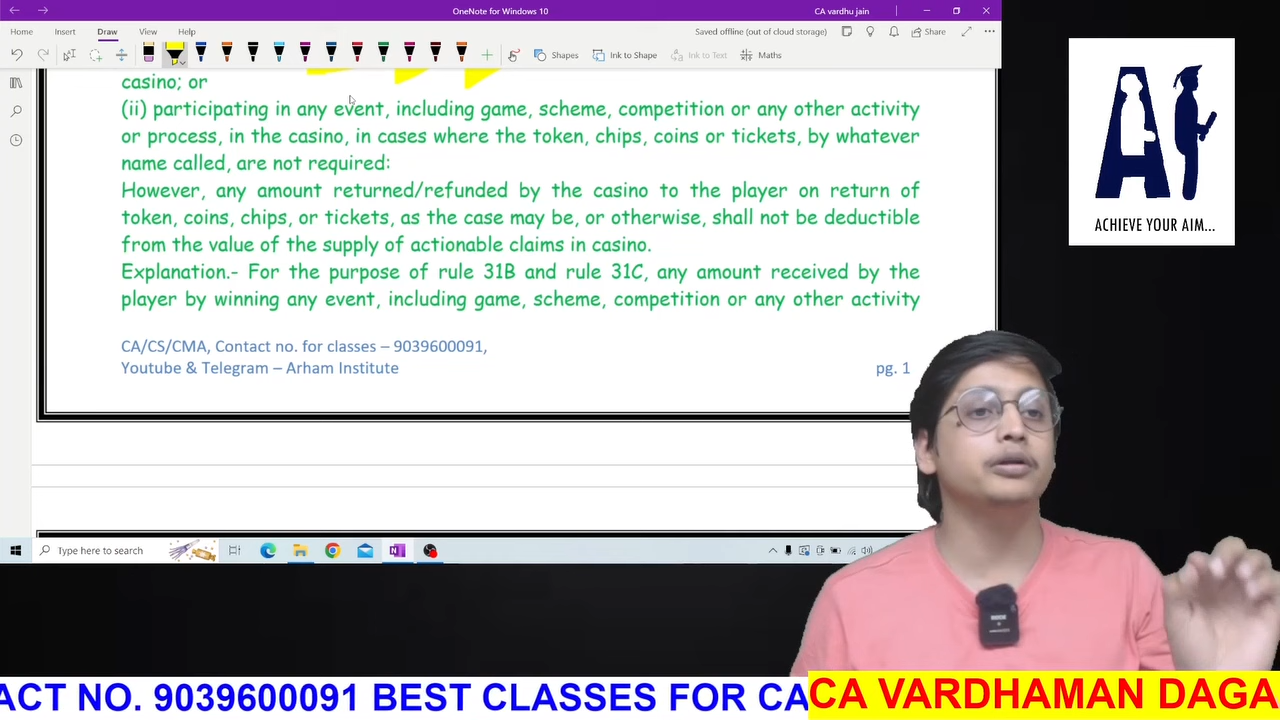 OneNote for Windows 10
CA vardhu jain
Home Insert Draw View Help
Saved offline (out of cloud storage)
Share
Shapes
Ink to Shape
Ink to Text
Maths
casino; or
(ii) participating in any event, including game, scheme, competition or any other activity
or process, in the casino, in cases where the token, chips, coins or tickets, by whatever
name called, are not required:
However, any amount returned/refunded by the casino to the player on return of
token, coins, chips, or tickets, as the case may be, or otherwise, shall not be deductible
from the value of the supply of actionable claims in casino.
Explanation.- For the purpose of rule 31B and rule 31C, any amount received by the
player by winning any event, including game, scheme, competition or any other activity
CA/CS/CMA, Contact no. for classes – 9039600091,
Youtube & Telegram – Arham Institute
pg. 1
ACHIEVE YOUR AIM...
Type here to search
ACT NO. 9039600091 BEST CLASSES FOR CA
CA VARDHAMAN DAGA